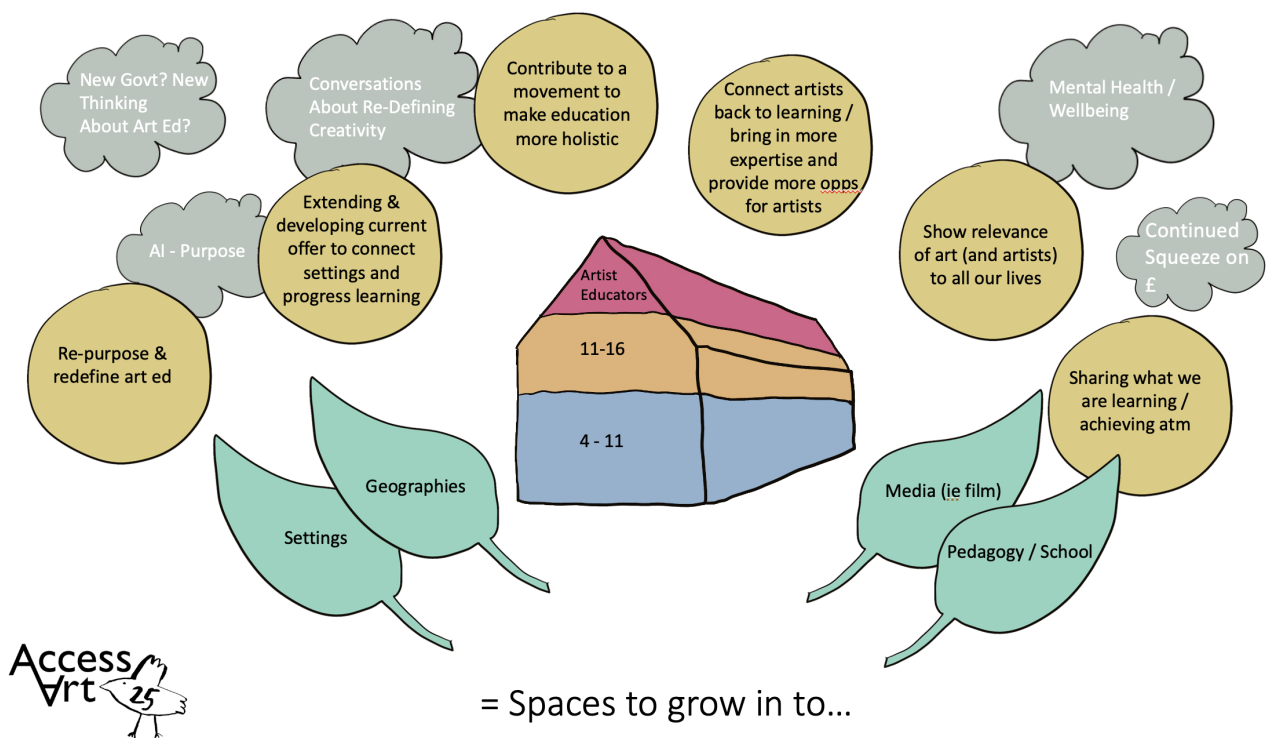 New Govt? New
Thinking
About Art Ed?
Conversations
About Re-Defining
Creativity
Contribute to a
movement to
make education
more holistic
Connect artists
back to learning /
bring in more
expertise and
provide more opps
for artists
Mental Health /
Wellbeing
AI - Purpose
Extending &
developing current
offer to connect
settings and
progress learning
Show relevance
of art (and artists)
to all our lives
Continued
Squeeze on
£
Re-purpose &
redefine art ed
Artist
Educators
11-16
4 - 11
Sharing what we
are learning /
achieving atm
Geographies
Settings
Media (ie film)
Pedagogy / School
Access
Art 25
= Spaces to grow in to...